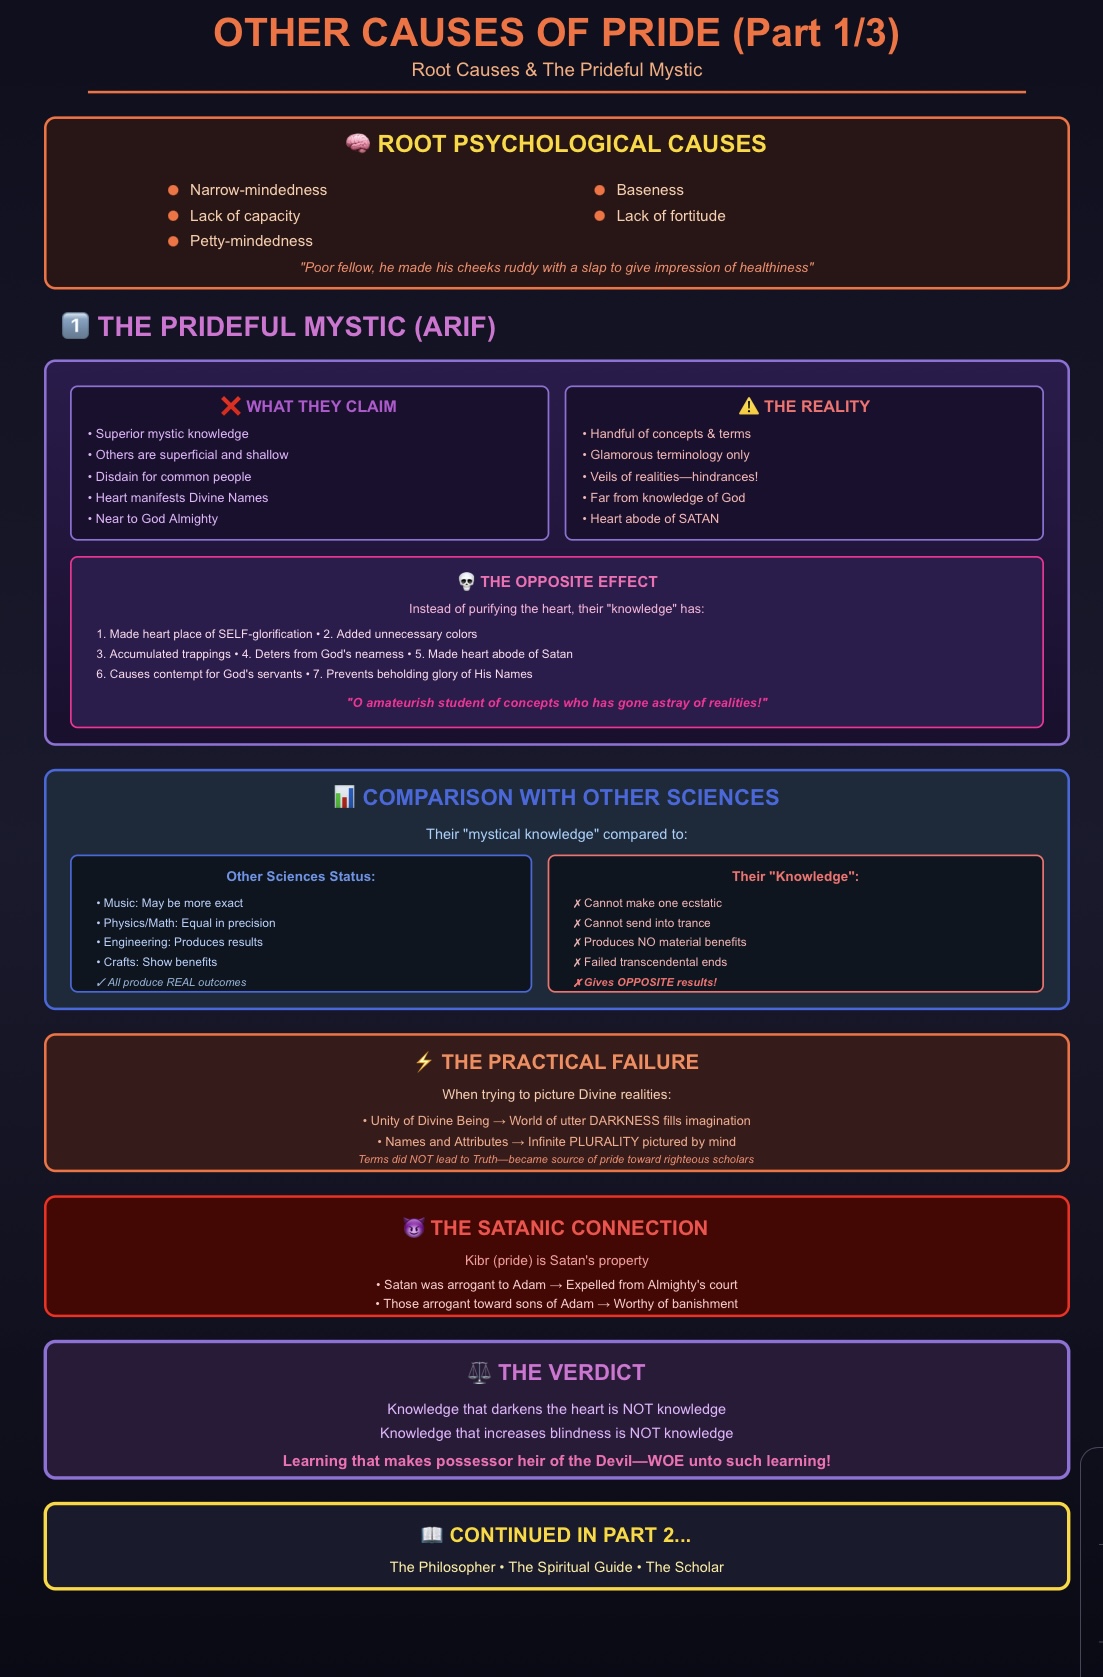 OTHER CAUSES OF PRIDE (Part 1/3)
Root Causes & The Prideful Mystic
🧠 ROOT PSYCHOLOGICAL CAUSES
Narrow-mindedness
Lack of capacity
Petty-mindedness
Baseness
Lack of fortitude
"Poor fellow, he made his cheeks ruddy with a slap to give impression of healthiness"
1️⃣ THE PRIDEFUL MYSTIC (ARIF)
❌ WHAT THEY CLAIM
• Superior mystic knowledge
• Others are superficial and shallow
• Disdain for common people
• Heart manifests Divine Names
• Near to God Almighty
⚠️ THE REALITY
• Handful of concepts & terms
• Glamorous terminology only
• Veils of realities—hindrances!
• Far from knowledge of God
• Heart abode of SATAN
💀 THE OPPOSITE EFFECT
Instead of purifying the heart, their "knowledge" has:
1. Made heart place of SELF-glorification • 2. Added unnecessary colors
3. Accumulated trappings • 4. Deters from God's nearness • 5. Made heart abode of Satan
6. Causes contempt for God's servants • 7. Prevents beholding glory of His Names
"O amateurish student of concepts who has gone astray of realities!"
📊 COMPARISON WITH OTHER SCIENCES
Their "mystical knowledge" compared to:
Other Sciences Status:
• Music: May be more exact
• Physics/Math: Equal in precision
• Engineering: Produces results
• Crafts: Show benefits
✓ All produce REAL outcomes
Their "Knowledge":
✗ Cannot make one ecstatic
✗ Cannot send into trance
✗ Produces NO material benefits
✗ Failed transcendental ends
✗ Gives OPPOSITE results!
⚡ THE PRACTICAL FAILURE
When trying to picture Divine realities:
• Unity of Divine Being → World of utter DARKNESS fills imagination
• Names and Attributes → Infinite PLURALITY pictured by mind
Terms did NOT lead to Truth—became source of pride toward righteous scholars
😈 THE SATANIC CONNECTION
Kibr (pride) is Satan's property
• Satan was arrogant to Adam → Expelled from Almighty's court
• Those arrogant toward sons of Adam → Worthy of banishment
⚖️ THE VERDICT
Knowledge that darkens the heart is NOT knowledge
Knowledge that increases blindness is NOT knowledge
Learning that makes possessor heir of the Devil—WOE unto such learning!
📖 CONTINUED IN PART 2...
The Philosopher • The Spiritual Guide • The Scholar